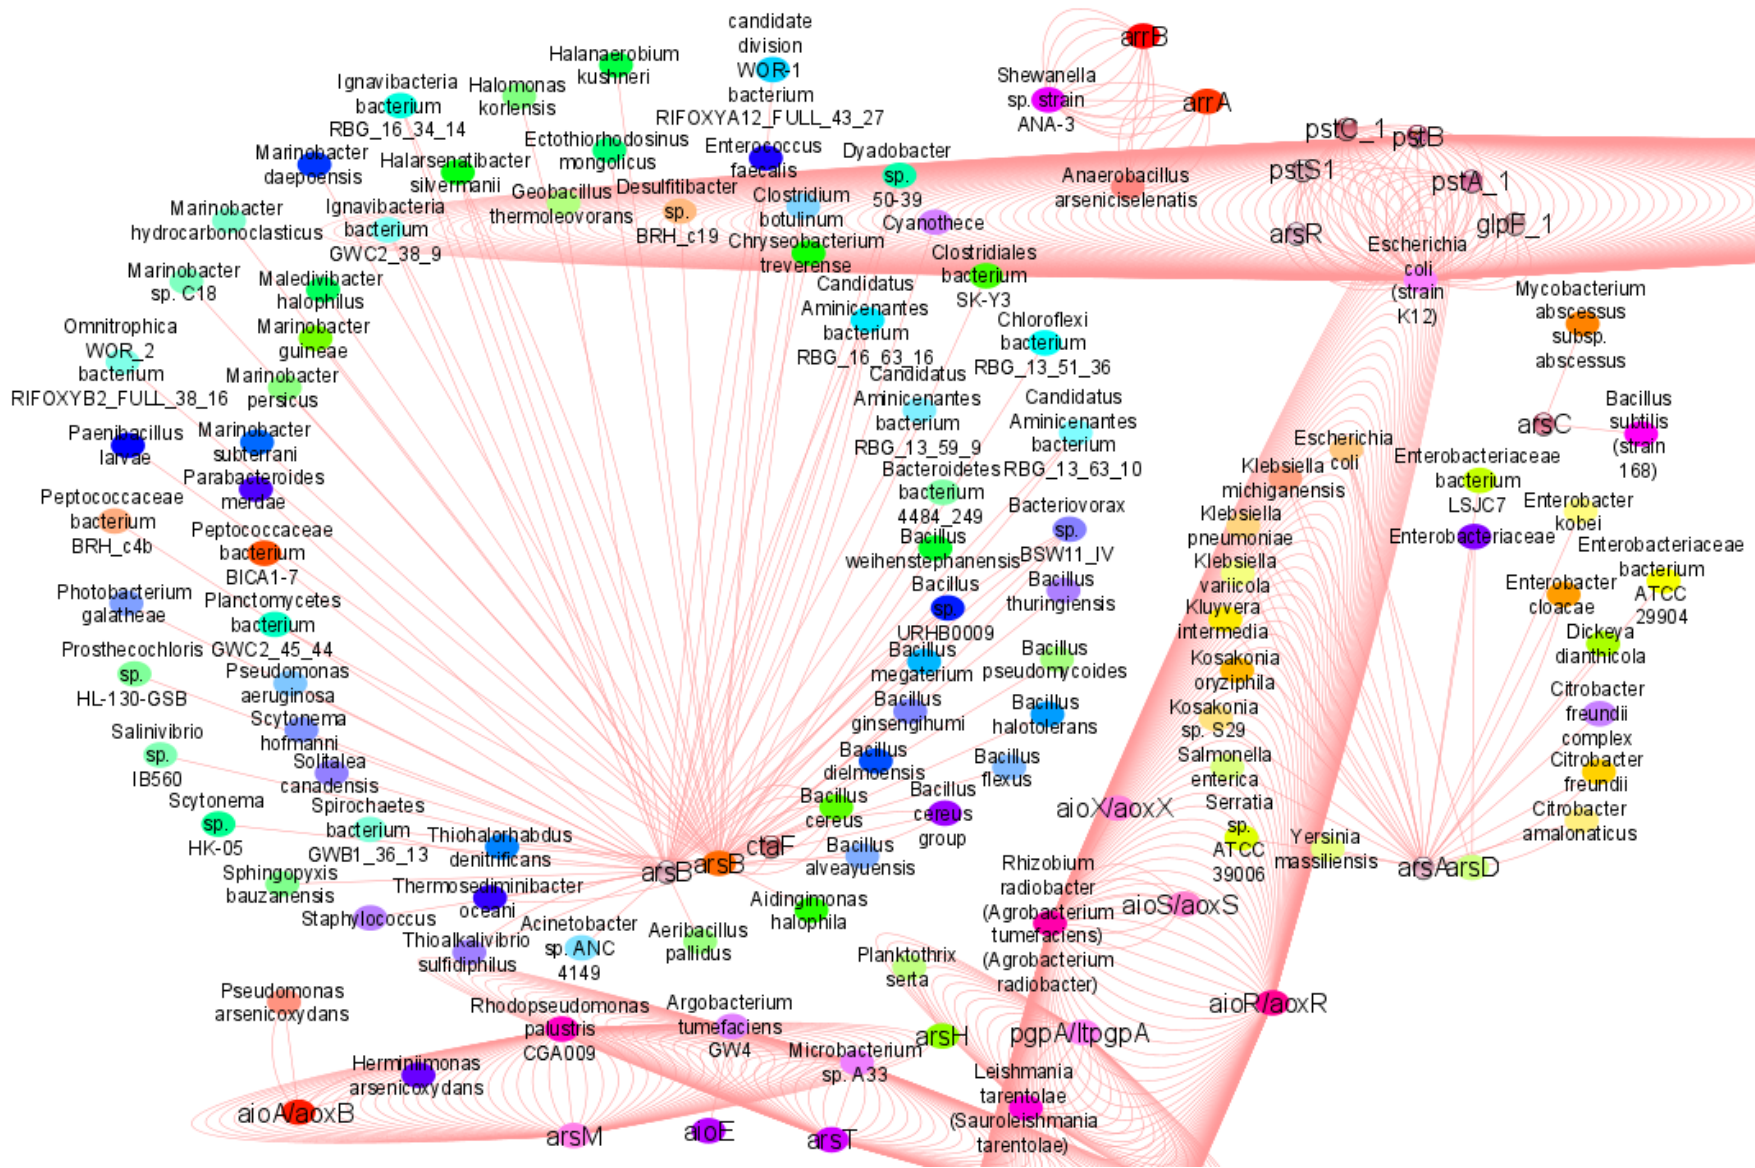 candidate
division
WOR-1
bacterium
RIFOXYA12_FULL_43_27
arrB
Shewanella
sp. strain
ANA-3
arrA
Halanaerobium
kushneri
Ignavibacteria
bacterium
RBG_16_34_14
Halomonas
korlensis
Ectothiorhodosinus
mongolicus
Enterococcus
faecalis
Dyadobacter
sp.
50-39
Marinobacter
daepoensis
Halarsenatibacter
silvermanii
Geobacillus
thermoleovorans
Desulfitibacter
sp.
BRH_c19
Clostridium
botulinum
Cyanothece
Anaerobacillus
arseniciselenatis
pstC_1
pstB
pstS1
pstA_1
arsR
glpF_1
Escherichia
coli
(strain
K12)
Marinobacter
hydrocarbonoclasticus
Ignavibacteria
bacterium
GWC2_38_9
Chryseobacterium
treverense
Clostridiales
bacterium
SK-Y3
Marinobacter
sp. C18
Maledivibacter
halophilus
Candidatus
Aminicenantes
bacterium
RBG_16_63_16
Chloroflexi
bacterium
RBG_13_51_36
Mycobacterium
abscessus
subsp.
abscessus
Omnitrophica
WOR_2
bacterium
RIFOXYB2_FULL_38_16
Marinobacter
guineae
Marinobacter
persicus
Candidatus
Aminicenantes
bacterium
RBG_13_59_9
Candidatus
Aminicenantes
bacterium
RBG_13_63_10
arsC
Bacillus
subtilis
(strain
168)
Paenibacillus
larvae
Marinobacter
subterrani
Parabacteroides
merdae
Bacteroidetes
bacterium
4484_249
Escherichia
coli
Klebsiella
michiganensis
Enterobacteriaceae
bacterium
LSJC7
Enterobacteriaceae
Peptococcaceae
bacterium
BRH_c4b
Peptococcaceae
bacterium
BICA1-7
Bacteriovorax
sp.
BSW11_IV
Bacillus
weihenstephanensis
Klebsiella
pneumoniae
Klebsiella
variicola
Enterobacter
kobei
Enterobacteriaceae
bacterium
ATCC
29904
Photobacterium
galatheae
Planctomycetes
bacterium
GWC2_45_44
Bacillus
sp.
URHB0009
Bacillus
thuringiensis
Kluyvera
intermedia
Enterobacter
cloacae
Dickeya
dianthicola
Prosthecochloris
sp.
HL-130-GSB
Pseudomonas
aeruginosa
Bacillus
megaterium
Bacillus
pseudomycoides
Kosakonia
oryziphila
Citrobacter
freundii
complex
Salinivibrio
sp.
IB560
Scytonema
hofmanni
Bacillus
ginsengihumi
Bacillus
halotolerans
Kosakonia
sp. S29
Salmonella
enterica
Citrobacter
freundii
Solitalea
canadensis
Bacillus
dielmoensis
Bacillus
flexus
Citrobacter
amalonaticus
Scytonema
sp.
HK-05
Spirochaetes
bacterium
GWB1_36_13
Thiohalorhabdus
denitrificans
Bacillus
cereus
Bacillus
cereus
group
aioX/aoxX
Serratia
sp.
ATCC
39006
Yersinia
massiliensis
arsB
arsB
ctaF
Bacillus
alveayuensis
arsA
arsD
Sphingopyxis
bauzanensis
Thermosediminibacter
oceani
Staphylococcus
Aidingimonas
halophila
Rhizobium
radiobacter
(Agrobacterium
tumefaciens)
(Agrobacterium
radiobacter)
aioS/aoxS
Thioalkalivibrio
sulfidiphilus
Acinetobacter
sp. ANC
4149
Aeribacillus
pallidus
Planktothrix
serta
Pseudomonas
arsenicoxydans
Rhodopseudomonas
palustris
CGA009
Argobacterium
tumefaciens
GW4
arsH
pgpA/ltpgpA
aioR/aoxR
Herminiimonas
arsenicoxydans
Microbacterium
sp. A33
Leishmania
tarentolae
(Sauroleishmania
tarentolae)
aioA/aoxB
arsM
aioE
arsT